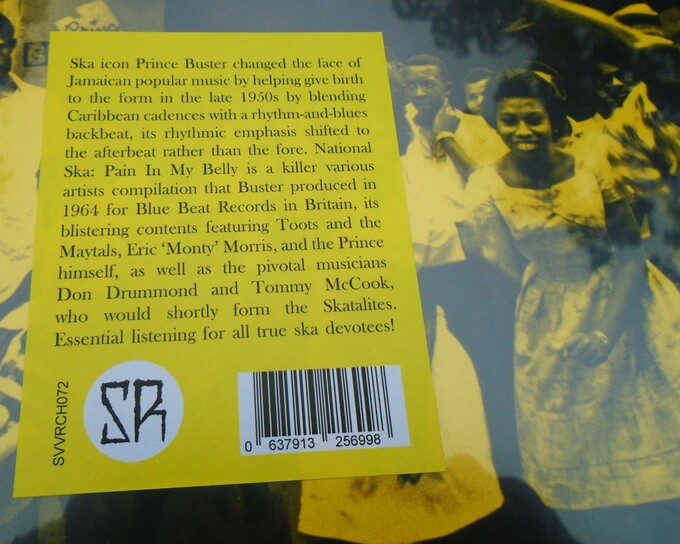 Ska icon Prince Buster changed the face of
Jamaican popular music by helping give birth
to the form in the late 1950s by blending
Caribbean cadences with a rhythm-and-blues
backbeat, its rhythmic emphasis shifted to
the afterbeat rather than the fore. National
Ska: Pain In My Belly is a killer various
artists compilation that Buster produced in
1964 for Blue Beat Records in Britain, its
blistering contents featuring Toots and the
Maytals, Eric ‘Monty’ Morris, and the Prince
himself, as well as the pivotal musicians
Don Drummond and Tommy McCook,
who would shortly form the Skatalites.
Essential listening for all true ska devotees!
SVVRCH072
SR
0 637913 256998